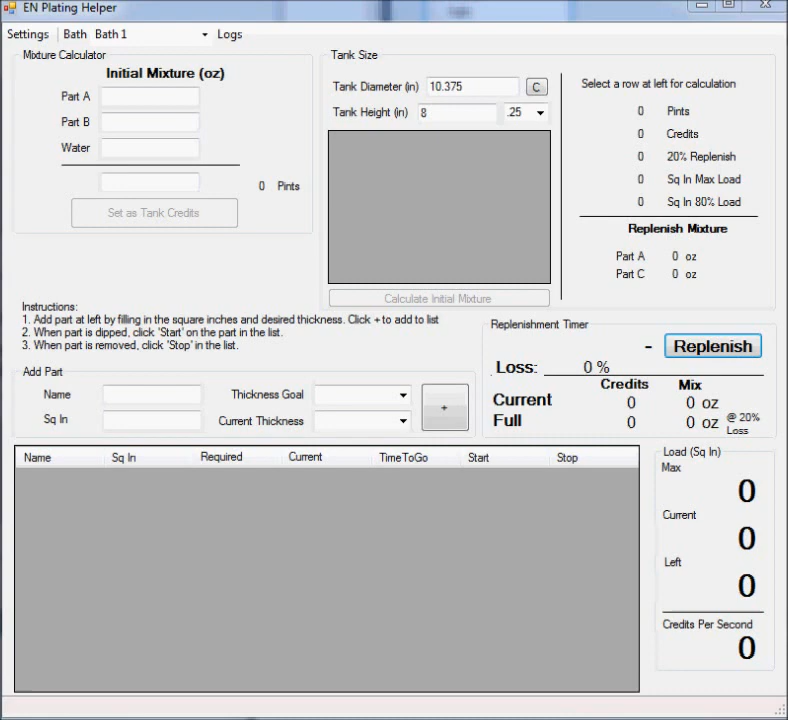 EN Plating Helper
Settings Bath Bath 1 Logs
Mixture Calculator
Initial Mixture (oz)
Part A
Part B
Water
0 Pints
Set as Tank Credits
Tank Size
Tank Diameter (in) 10.375 C
Tank Height (in) 8 .25
Calculate Initial Mixture
Select a row at left for calculation
0 Pints
0 Credits
0 20% Replenish
0 Sq In Max Load
0 Sq In 80% Load
Replenish Mixture
Part A 0 oz
Part C 0 oz
Instructions:
1. Add part at left by filling in the square inches and desired thickness. Click + to add to list
2. When part is dipped, click 'Start' on the part in the list.
3. When part is removed, click 'Stop' in the list.
Add Part
Name Thickness Goal
Sq In Current Thickness
+
Replenishment Timer
- Replenish
Loss: 0 %
Credits Mix
Current 0 0 oz
Full 0 0 oz @ 20%
Loss
Name Sq In Required Current TimeToGo Start Stop
Load (Sq In)
Max
0
Current
0
Left
0
Credits Per Second
0